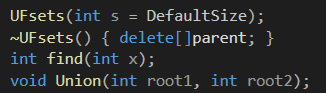 UFsets(int s = DefaultSize);
~UFsets() { delete[]parent; }
int find(int x);
void Union(int root1, int root2);